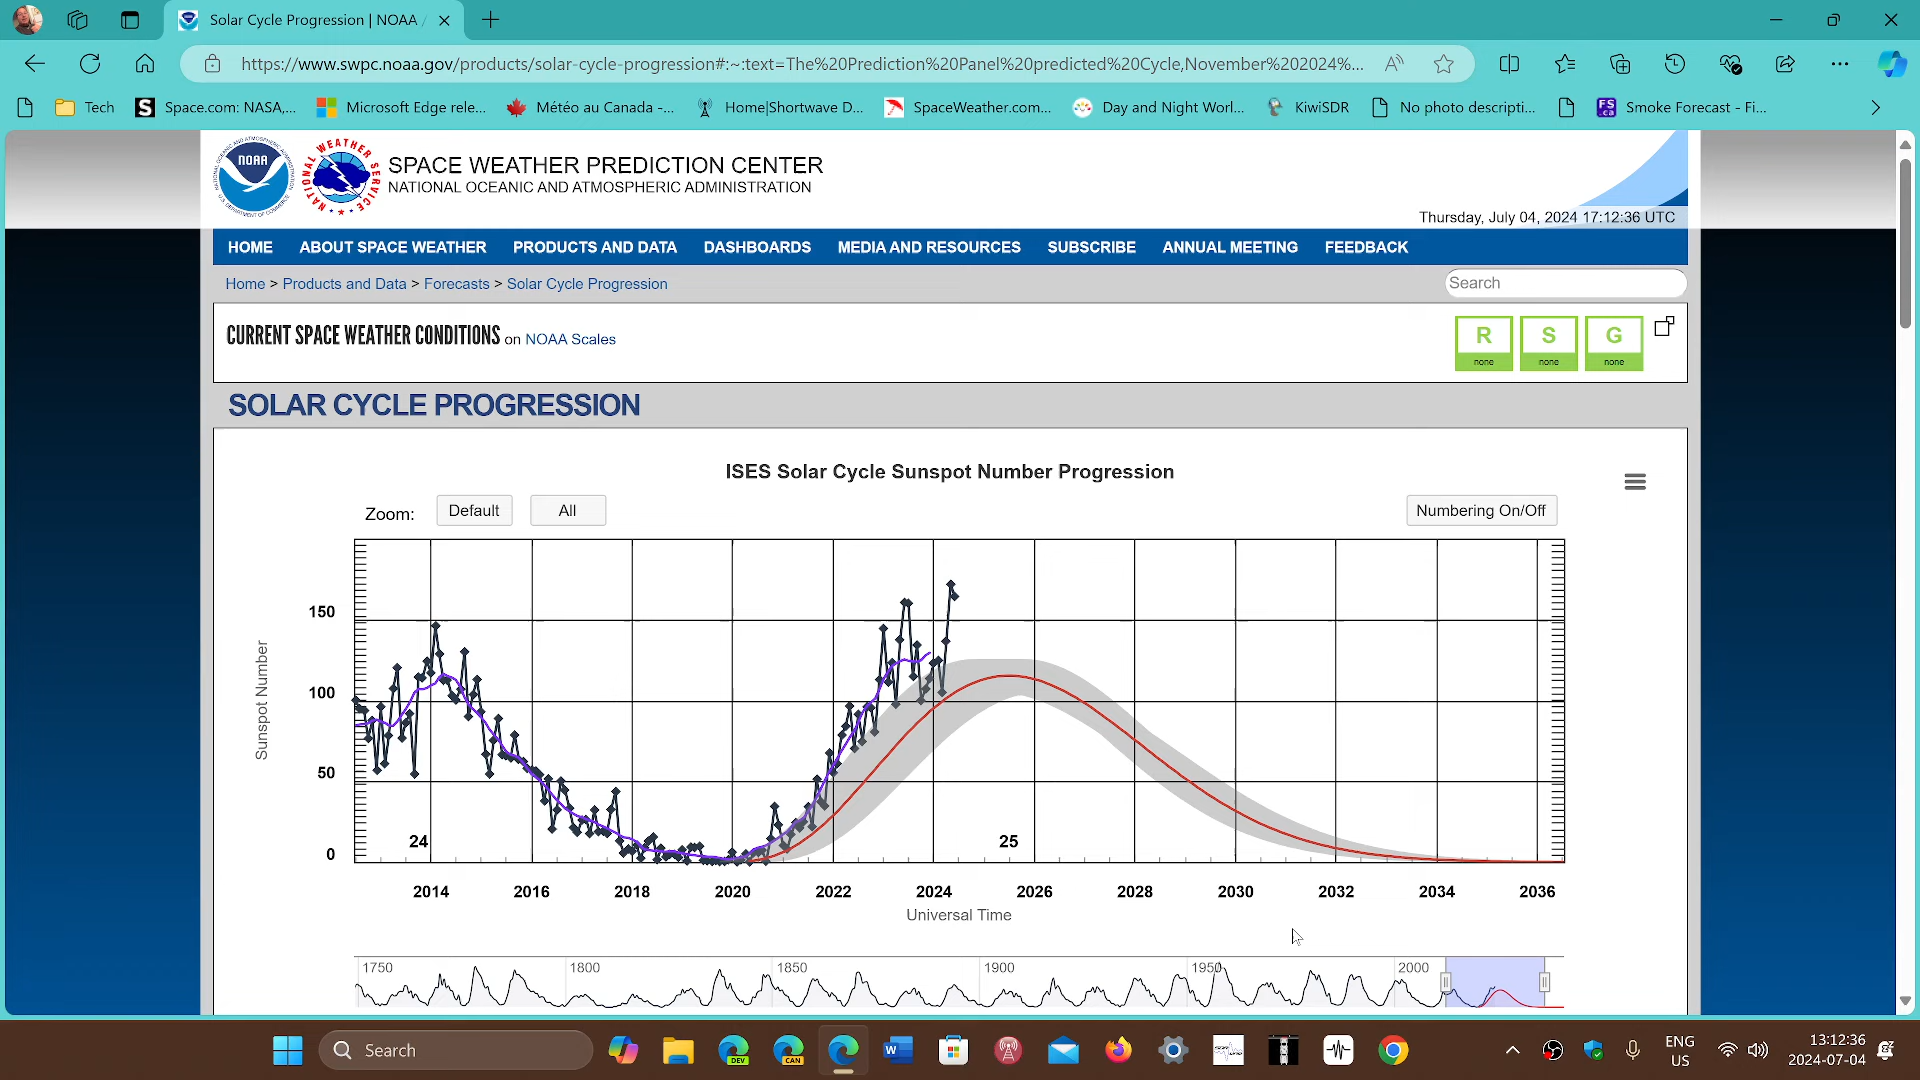 Solar Cycle Progression | NOAA /
https://www.swpc.noaa.gov/products/solar-cycle-progression#:~:text=The%20Prediction%20Panel%20predicted%20Cycle,November%202024%...
Tech
Space.com: NASA,...
Microsoft Edge rele...
Météo au Canada -...
Home|Shortwave D...
SpaceWeather.com...
Day and Night Worl...
KiwiSDR
No photo descripti...
Smoke Forecast - Fi...
NOAA
SPACE WEATHER PREDICTION CENTER
NATIONAL OCEANIC AND ATMOSPHERIC ADMINISTRATION
Thursday, July 04, 2024 17:12:36 UTC
HOME ABOUT SPACE WEATHER PRODUCTS AND DATA DASHBOARDS MEDIA AND RESOURCES SUBSCRIBE ANNUAL MEETING FEEDBACK
Home > Products and Data > Forecasts > Solar Cycle Progression
Search
CURRENT SPACE WEATHER CONDITIONS on NOAA Scales
R S G
none none none
SOLAR CYCLE PROGRESSION
ISES Solar Cycle Sunspot Number Progression
Zoom: Default All
Numbering On/Off
Sunspot Number
150
100
50
0
24 25
2014 2016 2018 2020 2022 2024 2026 2028 2030 2032 2034 2036
Universal Time
1750 1800 1850 1900 1950 2000
Search
DEV
CAN
ENG
US
13:12:36
2024-07-04